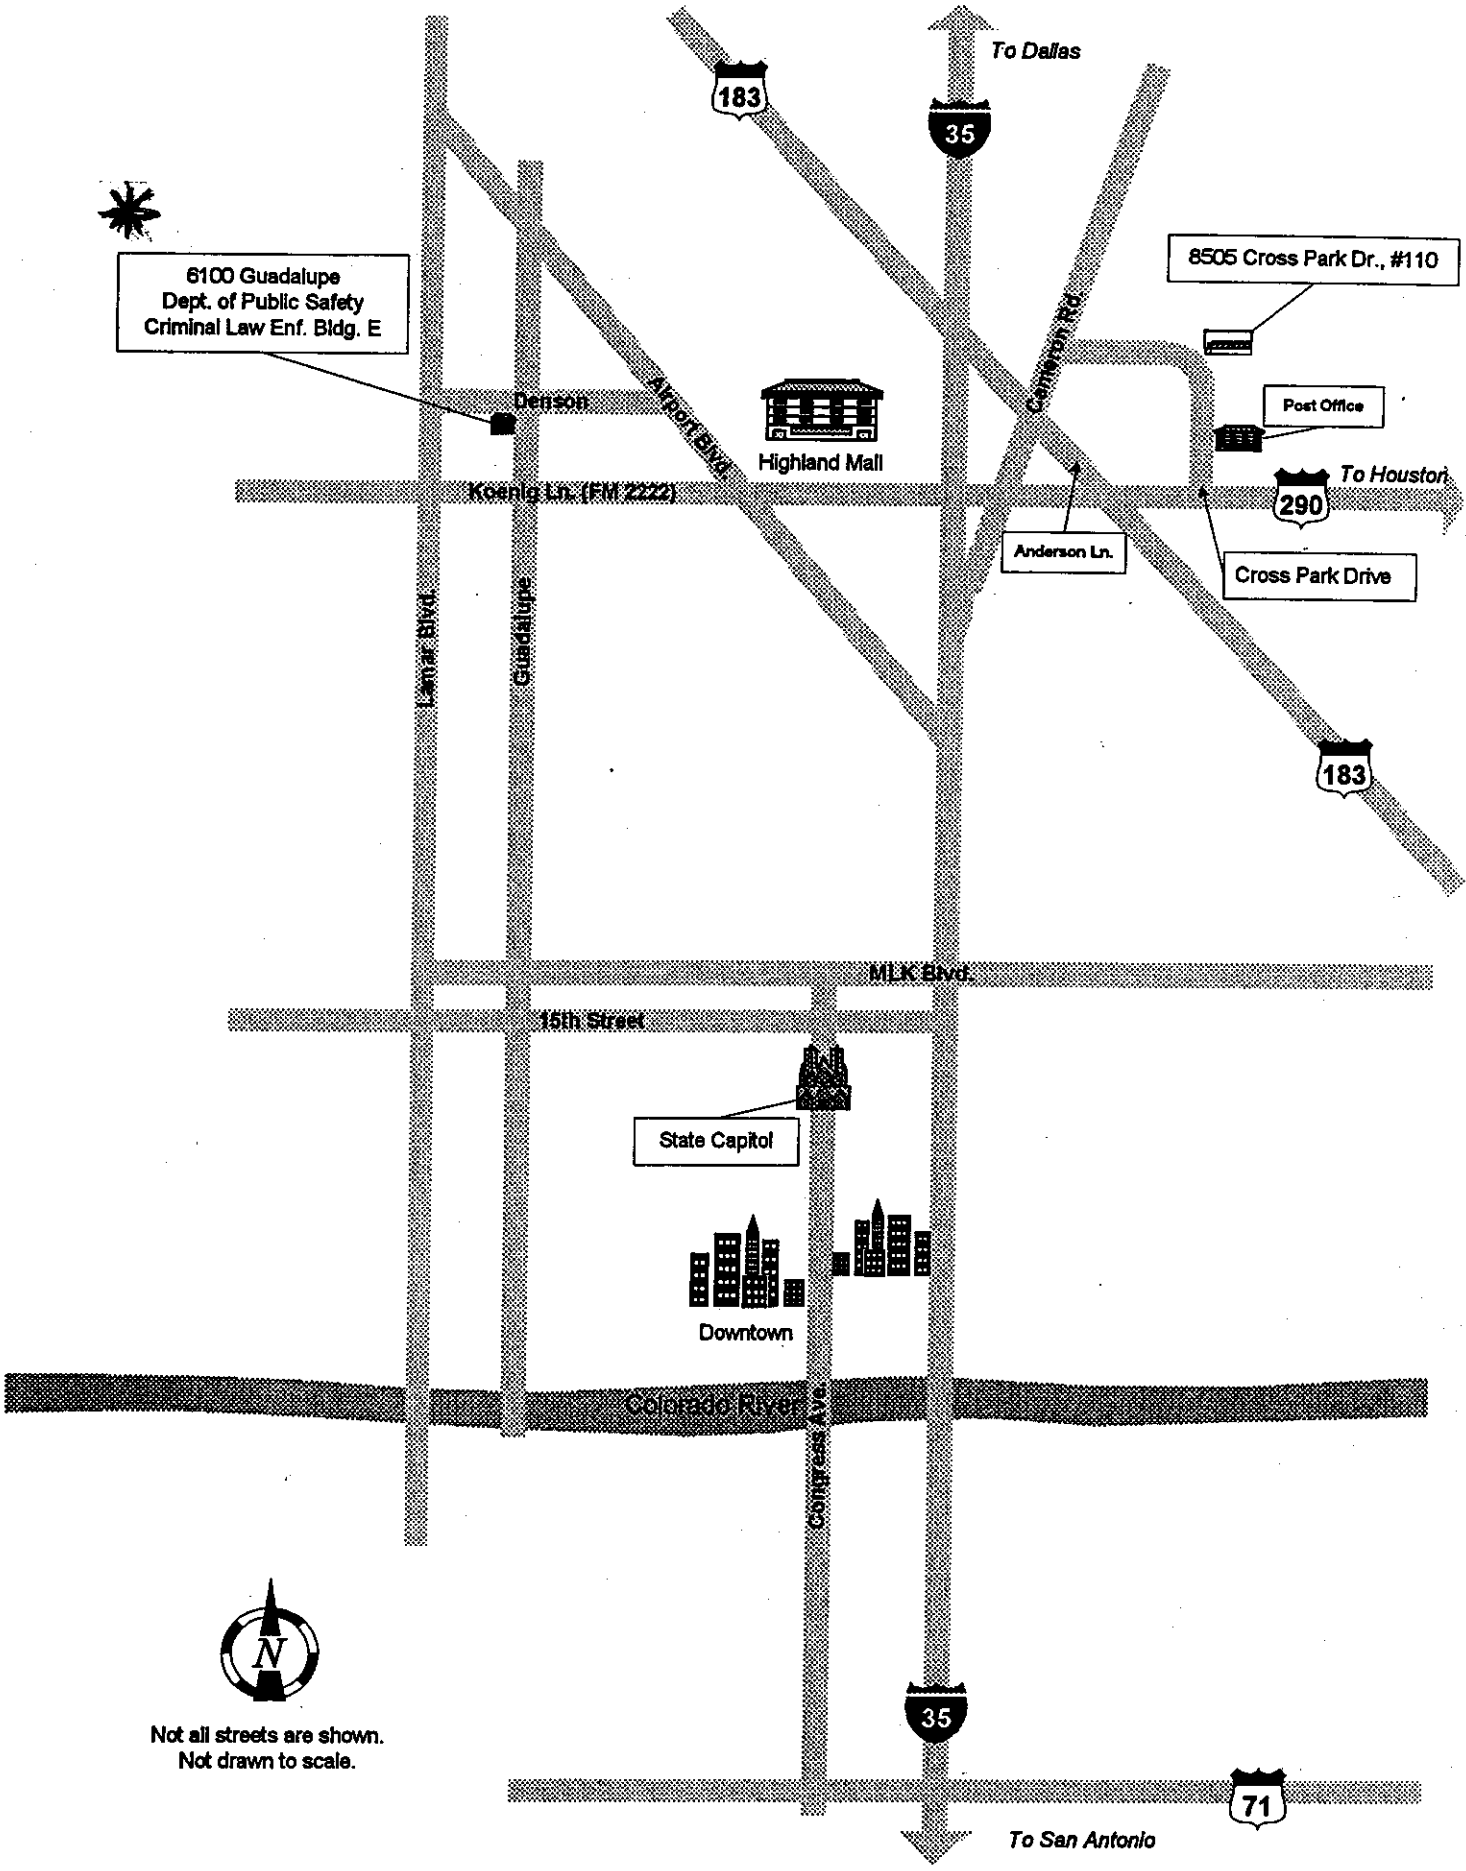 To Dallas
183
35
8505 Cross Park Dr., #110
6100 Guadalupe
Dept. of Public Safety
Criminal Law Enf. Bldg. E
Cameron Rd.
Denson
Airport Blvd.
Post Office
Highland Mall
To Houston
Koenig Ln. (FM 2222)
290
Anderson Ln.
Cross Park Drive
Lamar Blvd.
Guadalupe
183
MLK Blvd.
15th Street
State Capitol
Downtown
Colorado River
Congress Ave.
N
35
Not all streets are shown.
Not drawn to scale.
71
To San Antonio